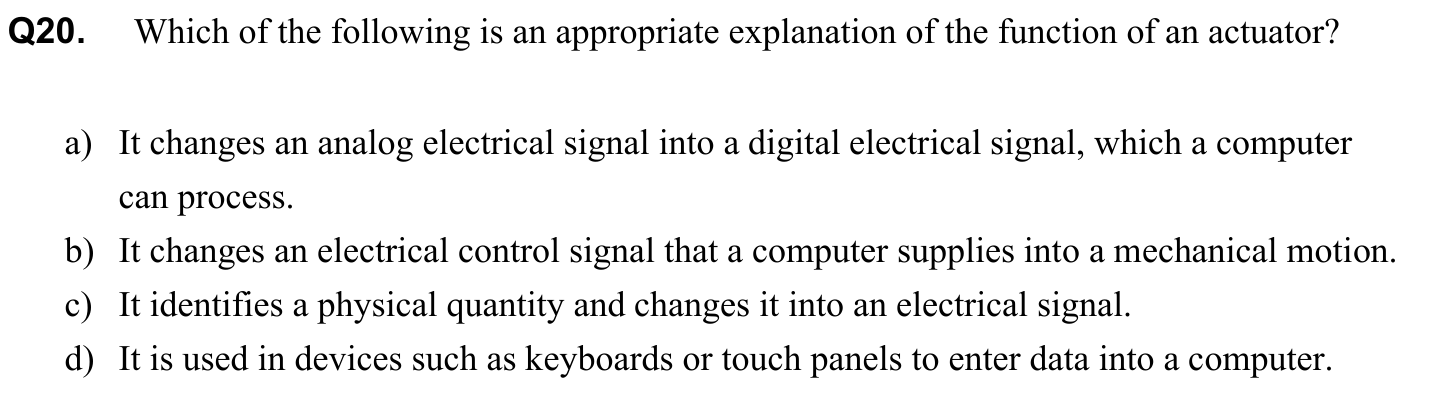 Q20. Which of the following is an appropriate explanation of the function of an actuator?
a) It changes an analog electrical signal into a digital electrical signal, which a computer
can process.
b) It changes an electrical control signal that a computer supplies into a mechanical motion.
c) It identifies a physical quantity and changes it into an electrical signal.
d) It is used in devices such as keyboards or touch panels to enter data into a computer.